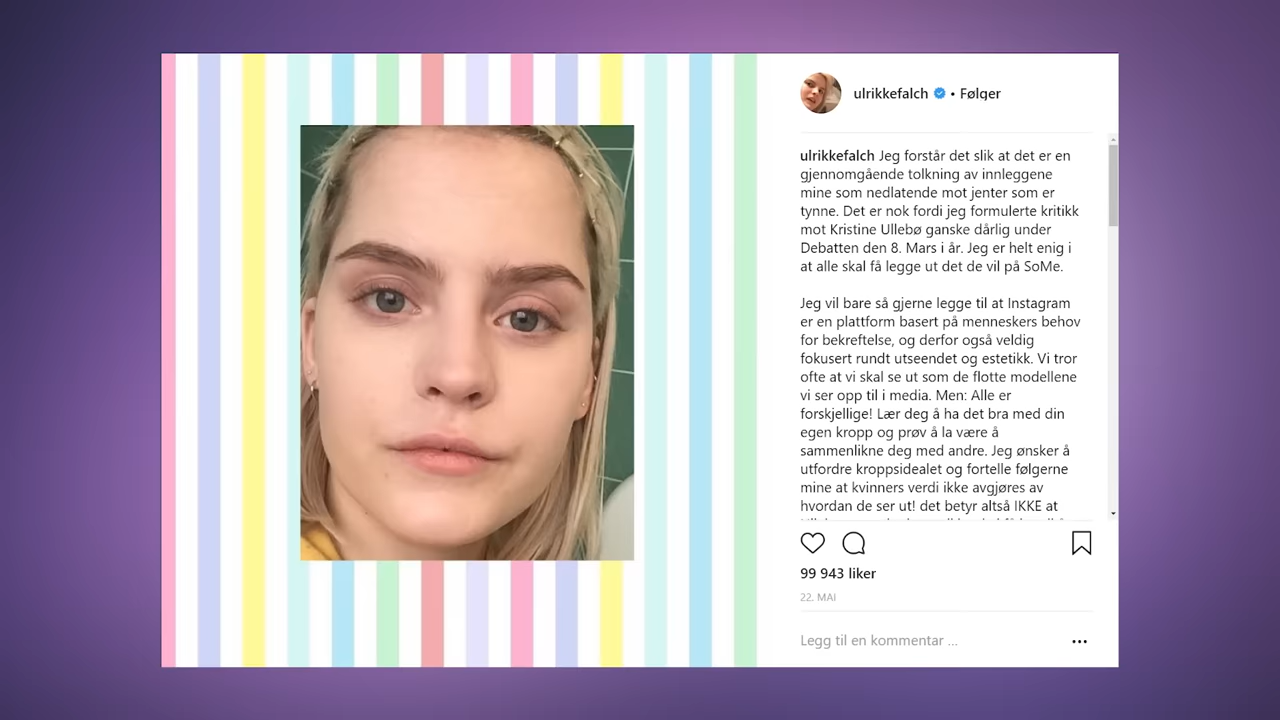 ulrikkefalch • Følger
ulrikkefalch Jeg forstår det slik at det er en
gjennomgående tolkning av innleggene
mine som nedlatende mot jenter som er
tynne. Det er nok fordi jeg formulerte kritikk
mot Kristine Ullebø ganske dårlig under
Debatten den 8. Mars i år. Jeg er helt enig i
at alle skal få legge ut det de vil på SoMe.
Jeg vil bare så gjerne legge til at Instagram
er en plattform basert på menneskers behov
for bekreftelse, og derfor også veldig
fokusert rundt utseendet og estetikk. Vi tror
ofte at vi skal se ut som de flotte modellene
vi ser opp til i media. Men: Alle er
forskjellige! Lær deg å ha det bra med din
egen kropp og prøv å la være å
sammenlikne deg med andre. Jeg ønsker å
utfordre kroppsidealet og fortelle følgerne
mine at kvinners verdi ikke avgjøres av
hvordan de ser ut! det betyr altså IKKE at
99 943 liker
22. MAI
Legg til en kommentar ...